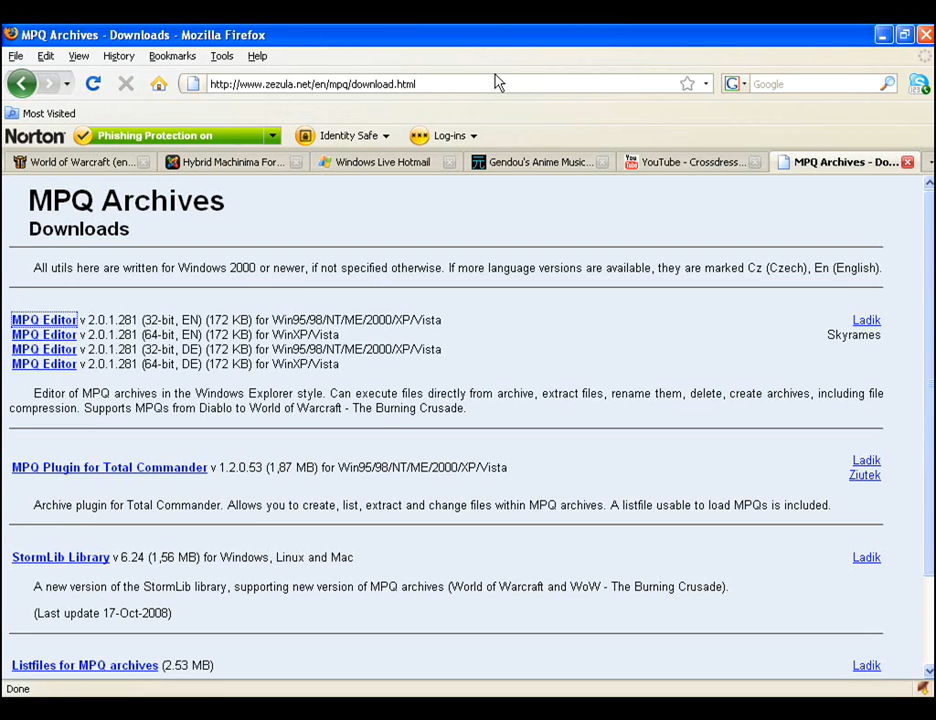 MPQ Archives - Downloads - Mozilla Firefox
File Edit View History Bookmarks Tools Help
http://www.zezula.net/en/mpq/download.html
Google
Most Visited
Norton Phishing Protection on Identity Safe Log-ins
World of Warcraft (en... Hybrid Machinima For... Windows Live Hotmail Gendou's Anime Music... YouTube - Crossdress... MPQ Archives - Do...
MPQ Archives
Downloads
All utils here are written for Windows 2000 or newer, if not specified otherwise. If more language versions are available, they are marked Cz (Czech), En (English).
MPQ Editor v 2.0.1.281 (32-bit, EN) (172 KB) for Win95/98/NT/ME/2000/XP/Vista Ladik
MPQ Editor v 2.0.1.281 (64-bit, EN) (172 KB) for WinXP/Vista Skyrames
MPQ Editor v 2.0.1.281 (32-bit, DE) (172 KB) for Win95/98/NT/ME/2000/XP/Vista
MPQ Editor v 2.0.1.281 (64-bit, DE) (172 KB) for WinXP/Vista
Editor of MPQ archives in the Windows Explorer style. Can execute files directly from archive, extract files, rename them, delete, create archives, including file
compression. Supports MPQs from Diablo to World of Warcraft - The Burning Crusade.
MPQ Plugin for Total Commander v 1.2.0.53 (1,87 MB) for Win95/98/NT/ME/2000/XP/Vista Ladik
Ziutek
Archive plugin for Total Commander. Allows you to create, list, extract and change files within MPQ archives. A listfile usable to load MPQs is included.
StormLib Library v 6.24 (1,56 MB) for Windows, Linux and Mac Ladik
A new version of the StormLib library, supporting new version of MPQ archives (World of Warcraft and WoW - The Burning Crusade).
(Last update 17-Oct-2008)
Listfiles for MPQ archives (2.53 MB) Ladik
Done